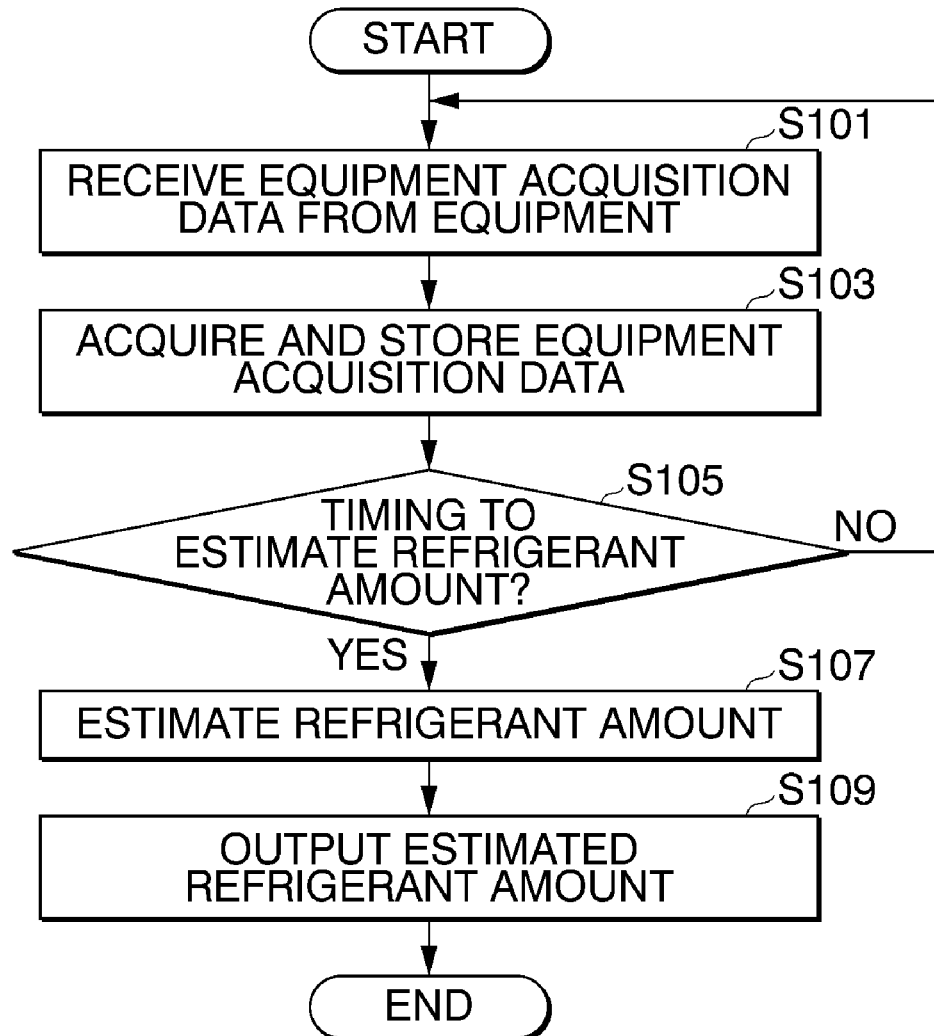 START
S101
RECEIVE EQUIPMENT ACQUISITION
DATA FROM EQUIPMENT
S103
ACQUIRE AND STORE EQUIPMENT
ACQUISITION DATA
S105
TIMING TO
ESTIMATE REFRIGERANT
AMOUNT?
NO
YES
S107
ESTIMATE REFRIGERANT AMOUNT
S109
OUTPUT ESTIMATED
REFRIGERANT AMOUNT
END